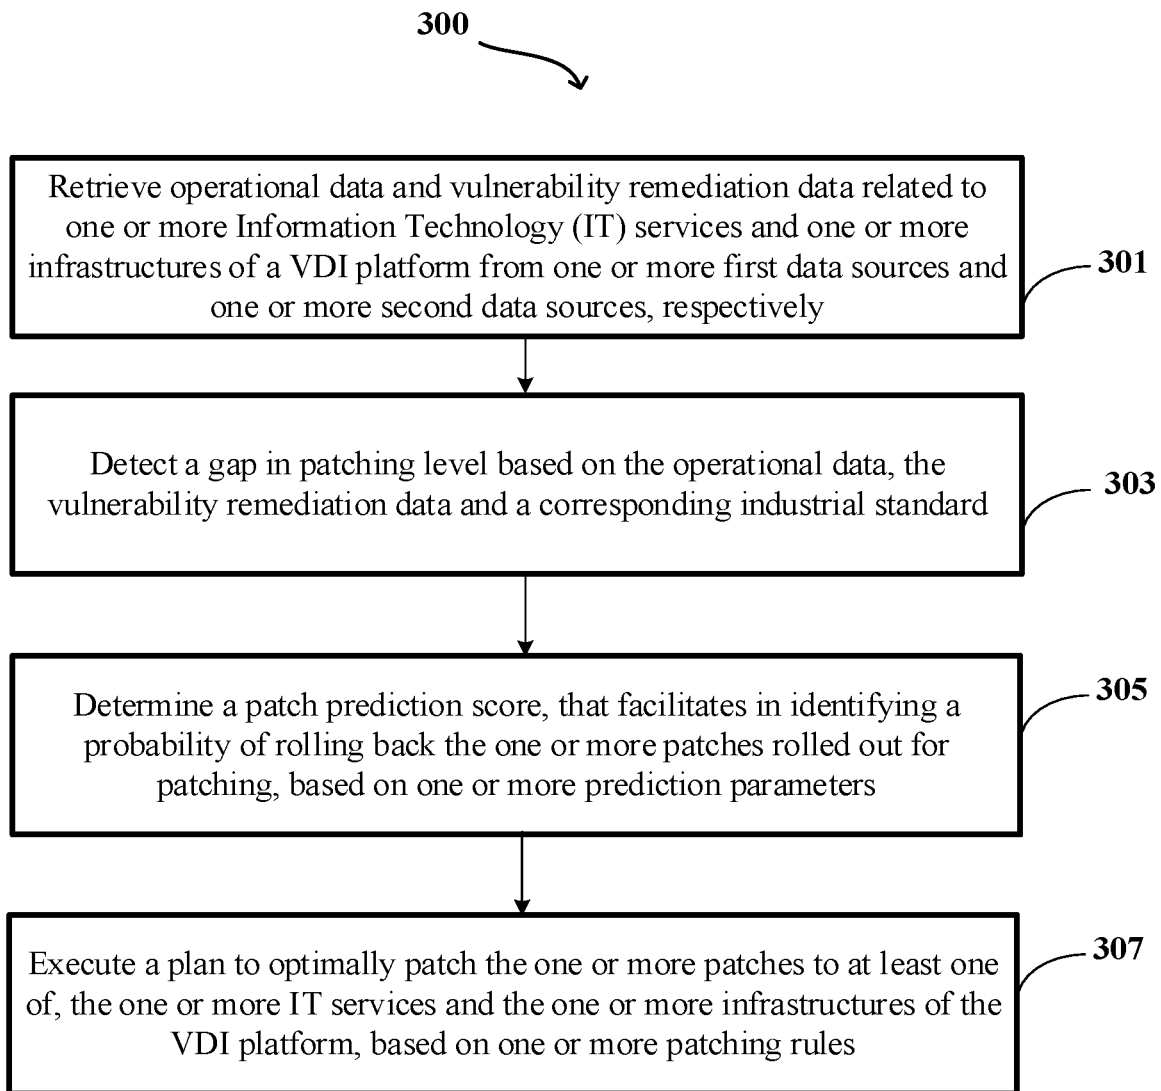 300
Retrieve operational data and vulnerability remediation data related to
one or more Information Technology (IT) services and one or more
infrastructures of a VDI platform from one or more first data sources and
one or more second data sources, respectively
301
Detect a gap in patching level based on the operational data, the
vulnerability remediation data and a corresponding industrial standard
303
Determine a patch prediction score, that facilitates in identifying a
probability of rolling back the one or more patches rolled out for
patching, based on one or more prediction parameters
305
Execute a plan to optimally patch the one or more patches to at least one
of, the one or more IT services and the one or more infrastructures of the
VDI platform, based on one or more patching rules
307